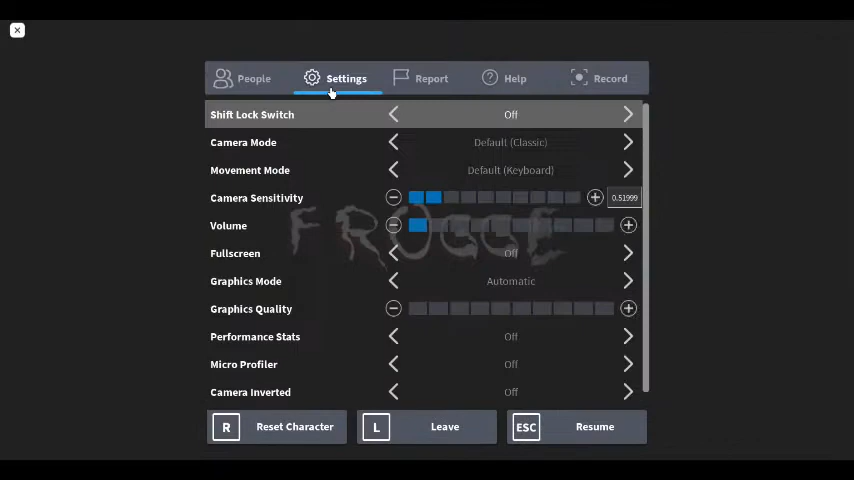 People Settings Report Help Record
Shift Lock Switch Off
Camera Mode Default (Classic)
Movement Mode Default (Keyboard)
Camera Sensitivity 0.51999
Volume
FROGGE
Fullscreen Off
Graphics Mode Automatic
Graphics Quality
Performance Stats Off
Micro Profiler Off
Camera Inverted Off
R Reset Character L Leave ESC Resume